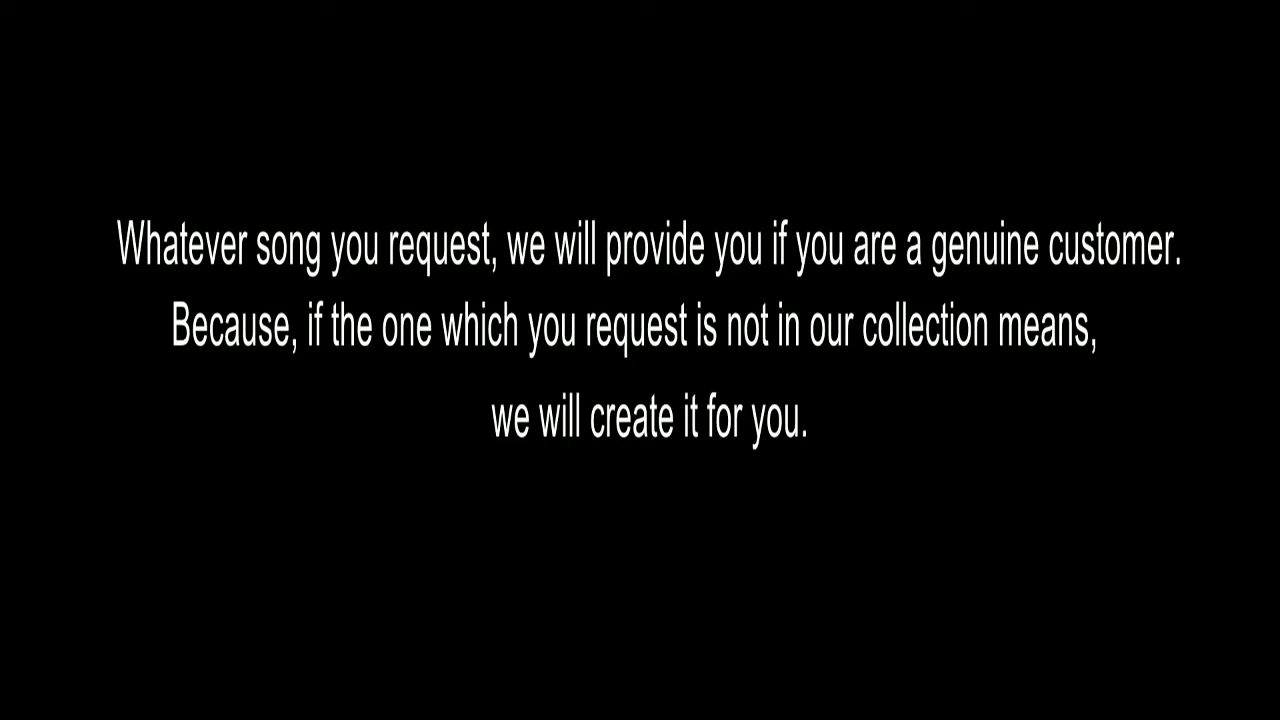 Whatever song you request, we will provide you if you are a genuine customer.
Because, if the one which you request is not in our collection means,
we will create it for you.